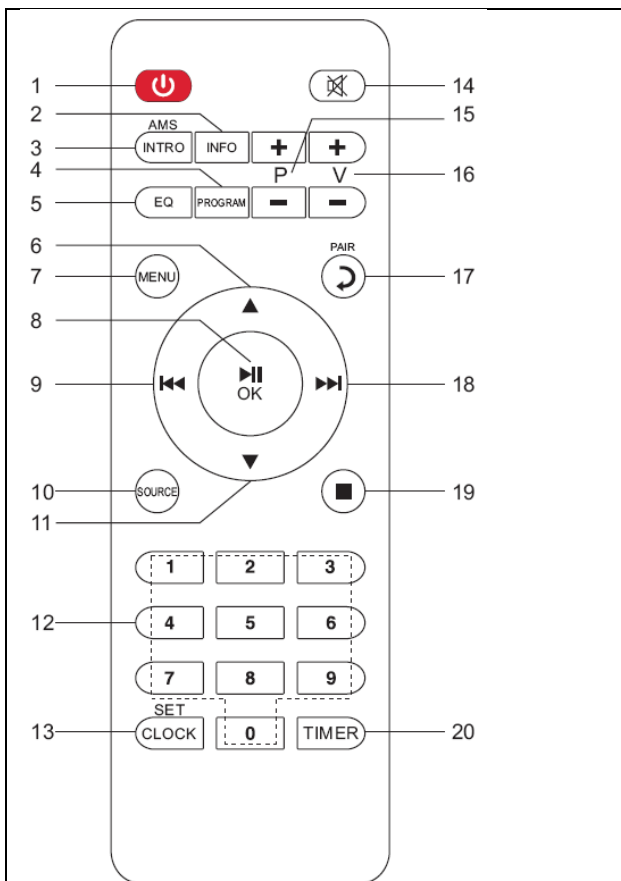 1
14
2
15
AMS
3
INTRO
INFO
+
+
4
P
V
16
5
EQ
PROGRAM
6
PAIR
7
MENU
17
8
OK
9
18
10
SOURCE
19
11
1
2
3
12
4
5
6
7
8
9
SET
13
CLOCK
0
TIMER
20